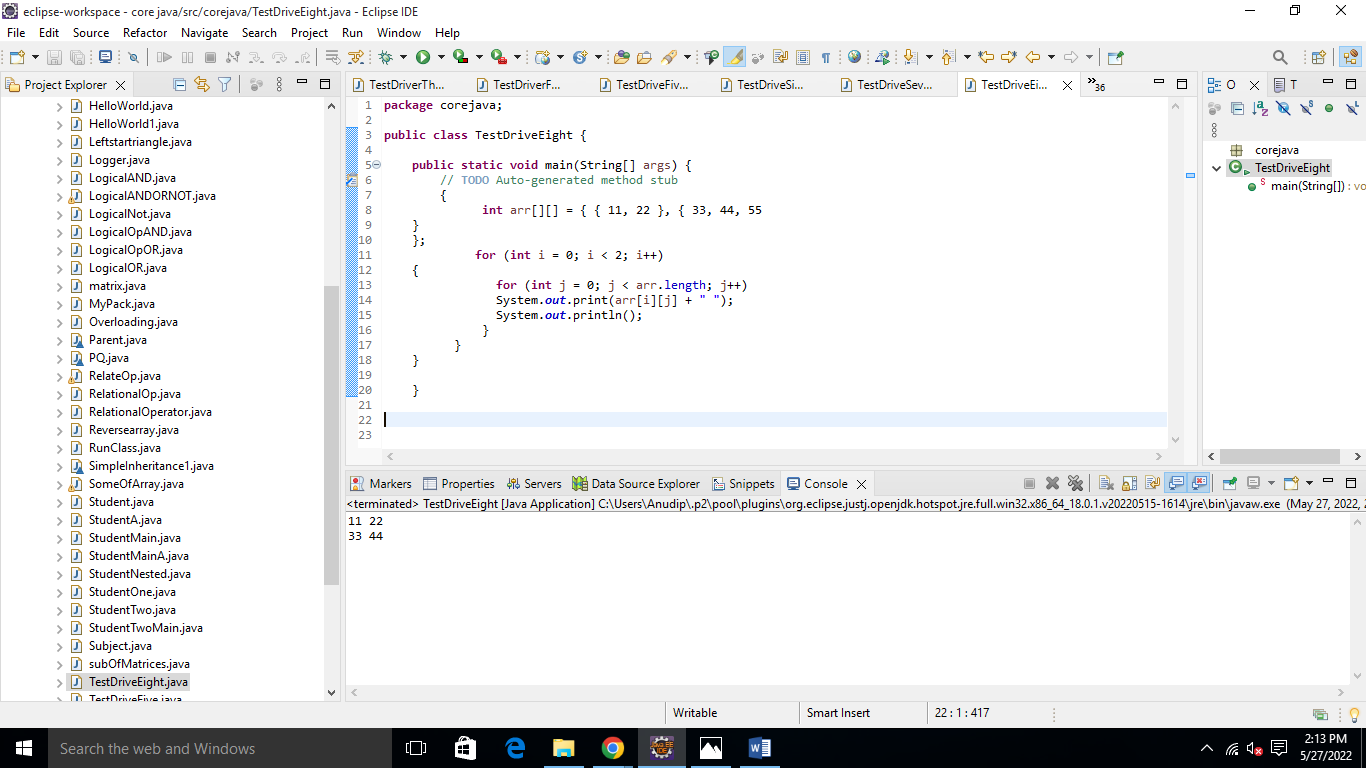 eclipse-workspace - core java/src/corejava/TestDriveEight.java - Eclipse IDE
File Edit Source Refactor Navigate Search Project Run Window Help
Project Explorer
HelloWorld.java
HelloWorld1.java
Leftstartriangle.java
Logger.java
LogicalAND.java
LogicalANDORNOT.java
LogicalNot.java
LogicalOpAND.java
LogicalOpOR.java
LogicalOR.java
matrix.java
MyPack.java
Overloading.java
Parent.java
PQ.java
RelateOp.java
RelationalOp.java
RelationalOperator.java
Reversearray.java
RunClass.java
SimpleInheritance1.java
SomeOfArray.java
Student.java
StudentA.java
StudentMain.java
StudentMainA.java
StudentNested.java
StudentOne.java
StudentTwo.java
StudentTwoMain.java
Subject.java
subOfMatrices.java
TestDriveEight.java
TestDriveFive.java
TestDriverTh... TestDriverF... TestDriveFiv... TestDriveSi... TestDriveSev... TestDriveEi... »36
1 package corejava;
2
3 public class TestDriveEight {
4
5 public static void main(String[] args) {
6 // TODO Auto-generated method stub
7 {
8 int arr[][] = { { 11, 22 }, { 33, 44, 55
9 }
10 };
11 for (int i = 0; i < 2; i++)
12 {
13 for (int j = 0; j < arr.length; j++)
14 System.out.print(arr[i][j] + " ");
15 System.out.println();
16 }
17 }
18 }
19
20 }
21
22
23
O T
corejava
TestDriveEight
main(String[]) : vo
Markers Properties Servers Data Source Explorer Snippets Console
<terminated> TestDriveEight [Java Application] C:\Users\Anudip\.p2\pool\plugins\org.eclipse.justj.openjdk.hotspot.jre.full.win32.x86_64_18.0.1.v20220515-1614\jre\bin\javaw.exe (May 27, 2022, 2
11 22
33 44
Writable Smart Insert 22 : 1 : 417
Search the web and Windows
2:13 PM
5/27/2022